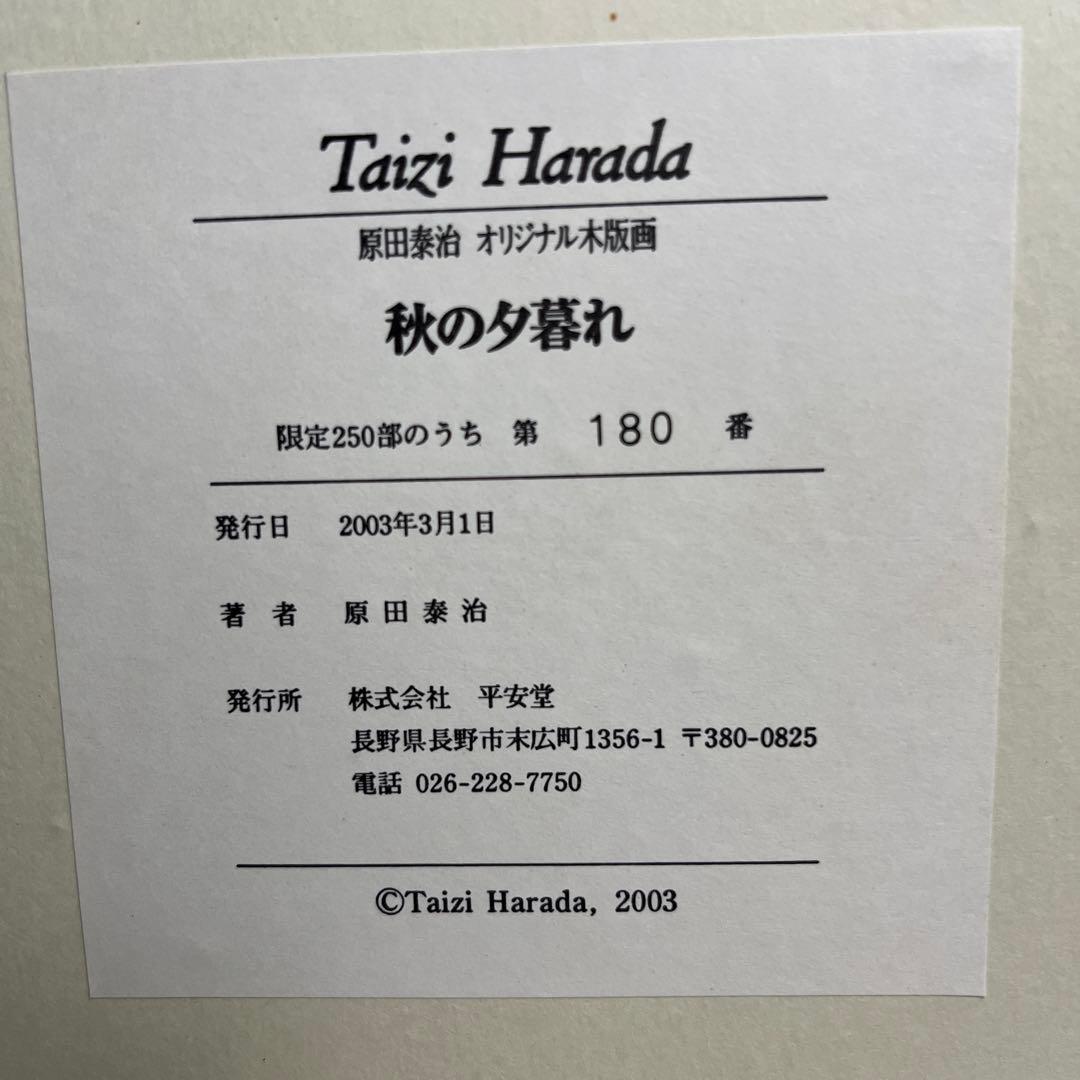 Taizi Harada
原田泰治 オリジナル木版画
秋の夕暮れ
限定250部のうち 第 180 番
発行日 2003年3月1日
著者 原田泰治
発行所 株式会社 平安堂
長野県長野市末広町1356-1 〒380-0825
電話 026-228-7750
©Taizi Harada, 2003